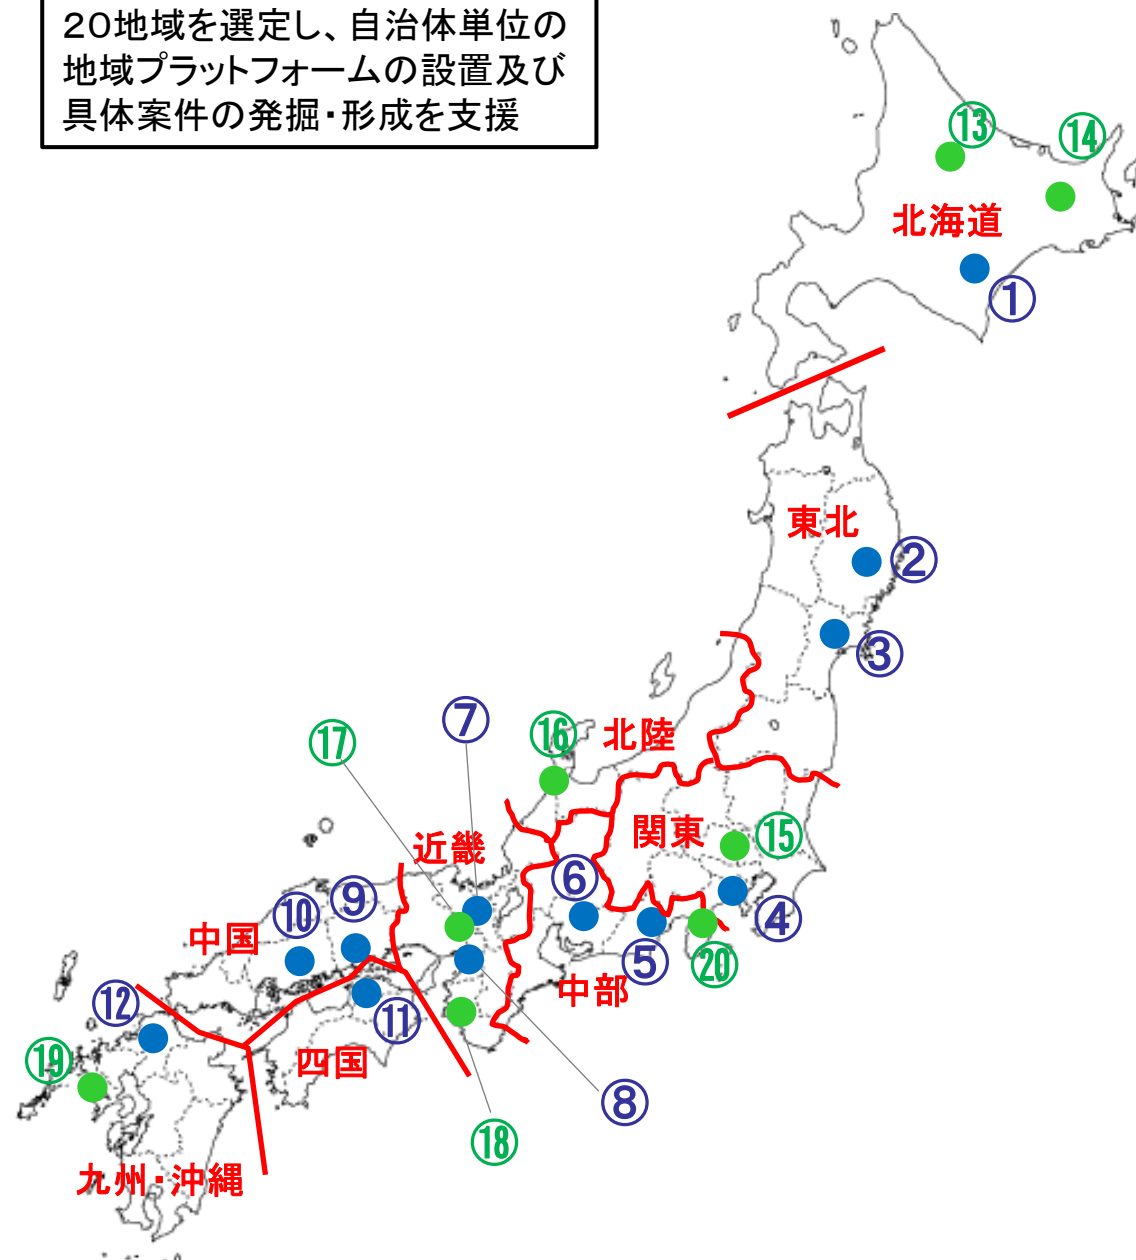 20地域を選定し、自治体単位の
地域プラットフォームの設置及び
具体案件の発掘・形成を支援
⑬
⑭
北海道
①
東北
②
③
⑦
⑯
北陸
⑰
関東
⑮
近畿
⑥
⑨
⑩
④
中国
⑤
⑳
中部
⑫
⑪
⑲
四国
⑧
⑱
九州・沖縄